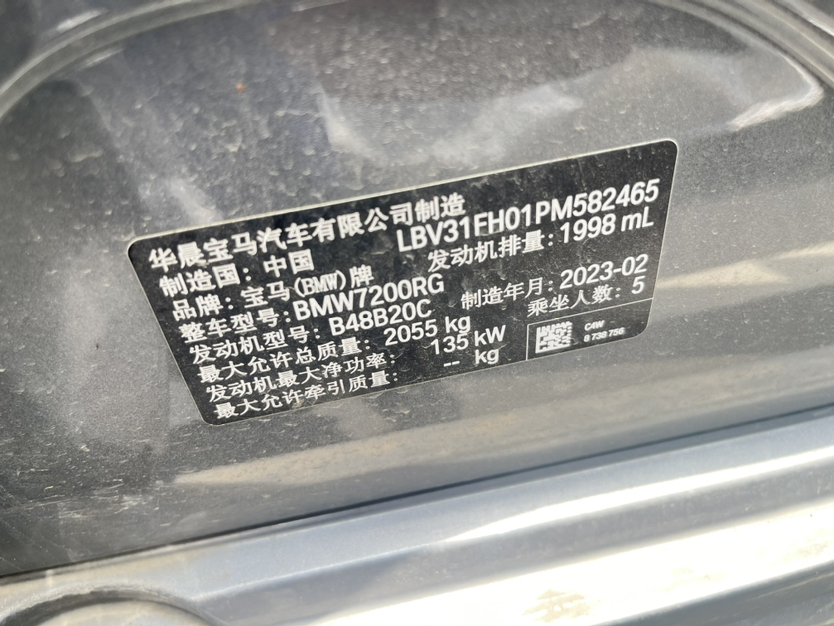 华晨宝马汽车有限公司制造
制造国：中国 LBV31FH01PM582465
品牌：宝马(BMW)牌 发动机排量：1998 mL
整车型号：BMW7200RG
发动机型号：B48B20C 制造年月：2023-02
最大允许总质量：2055 kg 乘坐人数：5
发动机最大净功率：135 kW
最大允许牵引质量：-- kg
C4W
8 738 756